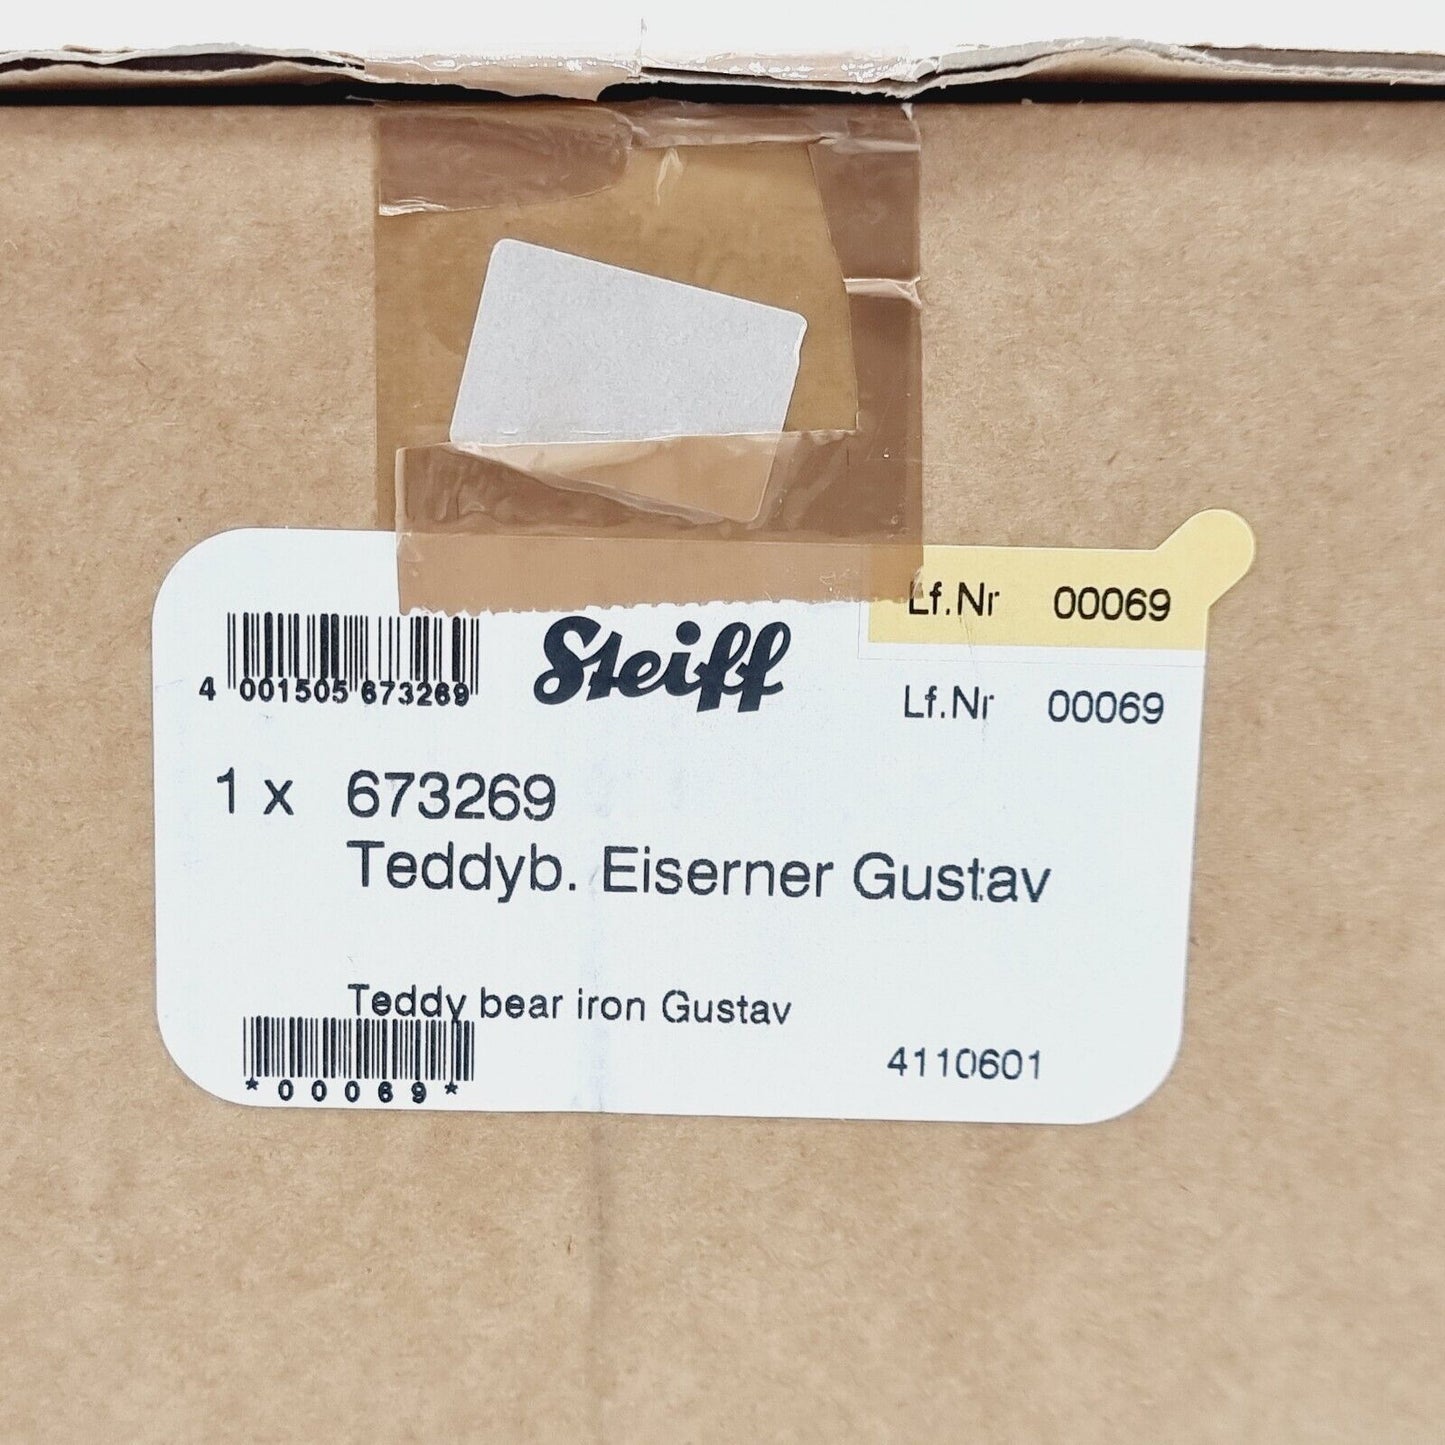 Lf.Nr 00069
4 001505 673269
Steiff
Lf.Nr 00069
1 x 673269
Teddyb. Eiserner Gustav
Teddy bear iron Gustav
*00069*
4110601